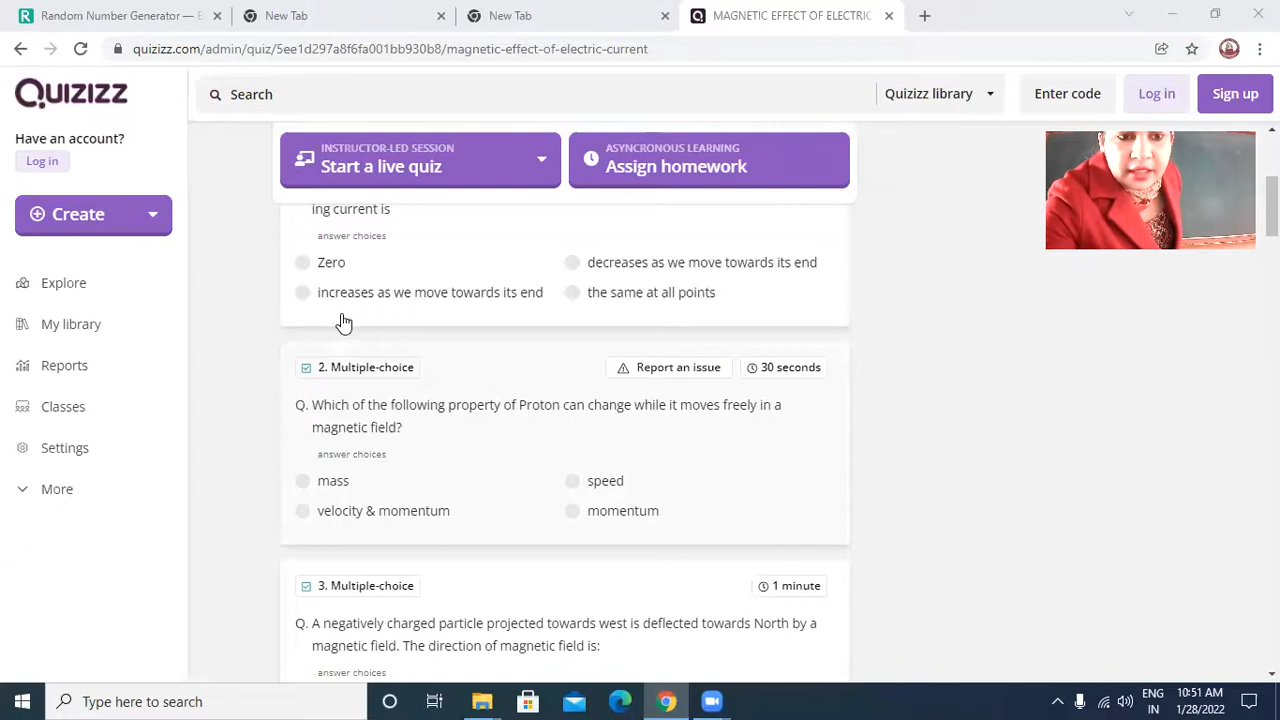 Random Number Generator — E
New Tab
New Tab
MAGNETIC EFFECT OF ELECTRIC
quizizz.com/admin/quiz/5ee1d297a8f6fa001bb930b8/magnetic-effect-of-electric-current
QUIZIZZ
Search
Quizizz library
Enter code
Log in
Sign up
Have an account?
Log in
Create
Explore
My library
Reports
Classes
Settings
More
INSTRUCTOR-LED SESSION
Start a live quiz
ASYNCRONOUS LEARNING
Assign homework
ing current is
answer choices
Zero
decreases as we move towards its end
increases as we move towards its end
the same at all points
2. Multiple-choice
Report an issue
30 seconds
Q. Which of the following property of Proton can change while it moves freely in a
magnetic field?
answer choices
mass
speed
velocity & momentum
momentum
3. Multiple-choice
1 minute
Q. A negatively charged particle projected towards west is deflected towards North by a
magnetic field. The direction of magnetic field is:
answer choices
Type here to search
ENG
IN
10:51 AM
1/28/2022